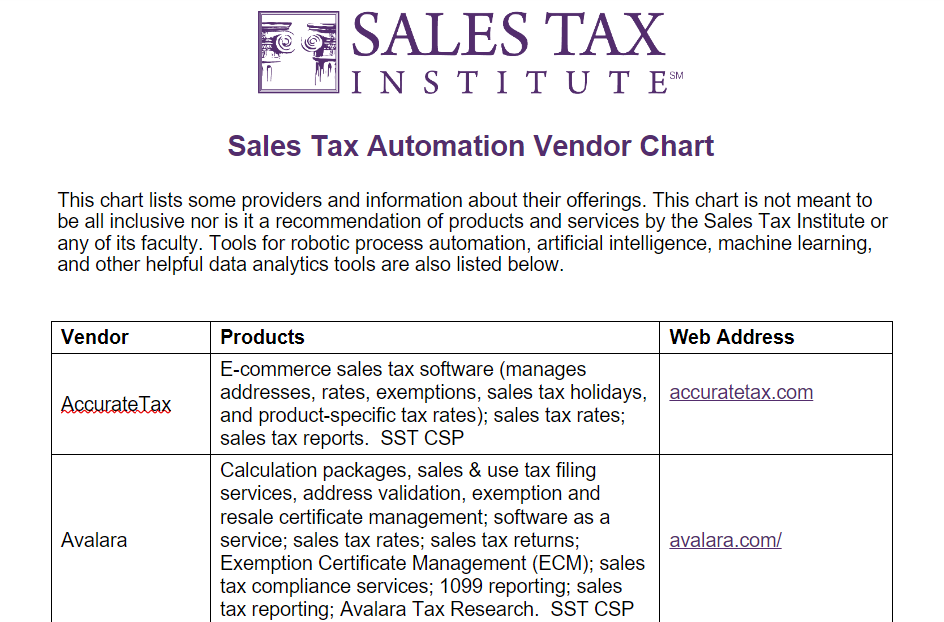 SALES TAX
INSTITUTE℠
Sales Tax Automation Vendor Chart
This chart lists some providers and information about their offerings. This chart is not meant to
be all inclusive nor is it a recommendation of products and services by the Sales Tax Institute or
any of its faculty. Tools for robotic process automation, artificial intelligence, machine learning,
and other helpful data analytics tools are also listed below.
Vendor Products Web Address
AccurateTax
E-commerce sales tax software (manages
addresses, rates, exemptions, sales tax holidays,
and product-specific tax rates); sales tax rates;
sales tax reports.  SST CSP
accuratetax.com
Avalara
Calculation packages, sales & use tax filing
services, address validation, exemption and
resale certificate management; software as a
service; sales tax rates; sales tax returns;
Exemption Certificate Management (ECM); sales
tax compliance services; 1099 reporting; sales
tax reporting; Avalara Tax Research.  SST CSP
avalara.com/